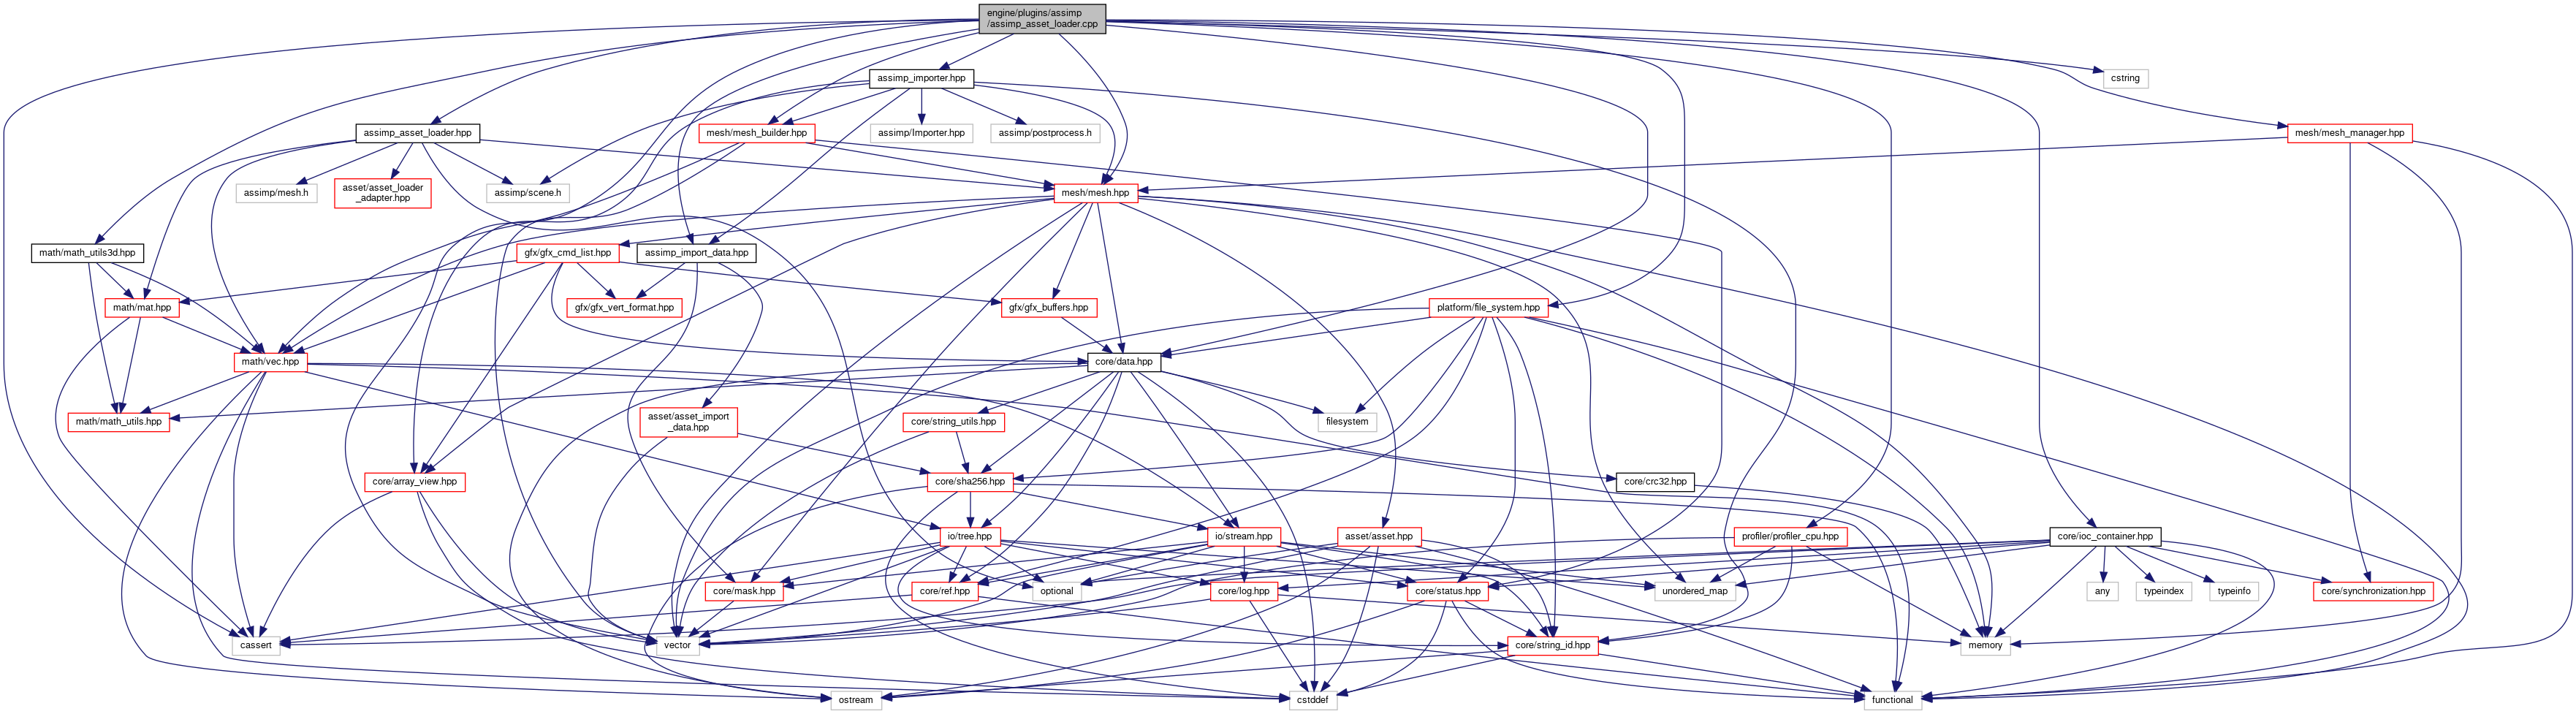 engine/plugins/assimp
/assimp_asset_loader.cpp
assimp_importer.hpp
cstring
assimp_asset_loader.hpp
mesh/mesh_builder.hpp
assimp/Importer.hpp
assimp/postprocess.h
mesh/mesh_manager.hpp
assimp/mesh.h
asset/asset_loader
_adapter.hpp
assimp/scene.h
mesh/mesh.hpp
math/math_utils3d.hpp
gfx/gfx_cmd_list.hpp
assimp_import_data.hpp
math/mat.hpp
gfx/gfx_vert_format.hpp
gfx/gfx_buffers.hpp
platform/file_system.hpp
math/vec.hpp
core/data.hpp
math/math_utils.hpp
asset/asset_import
_data.hpp
core/string_utils.hpp
filesystem
core/array_view.hpp
core/sha256.hpp
core/crc32.hpp
io/tree.hpp
io/stream.hpp
asset/asset.hpp
profiler/profiler_cpu.hpp
core/ioc_container.hpp
core/mask.hpp
core/ref.hpp
optional
core/log.hpp
core/status.hpp
unordered_map
any
typeindex
typeinfo
core/synchronization.hpp
cassert
vector
core/string_id.hpp
memory
ostream
cstddef
functional